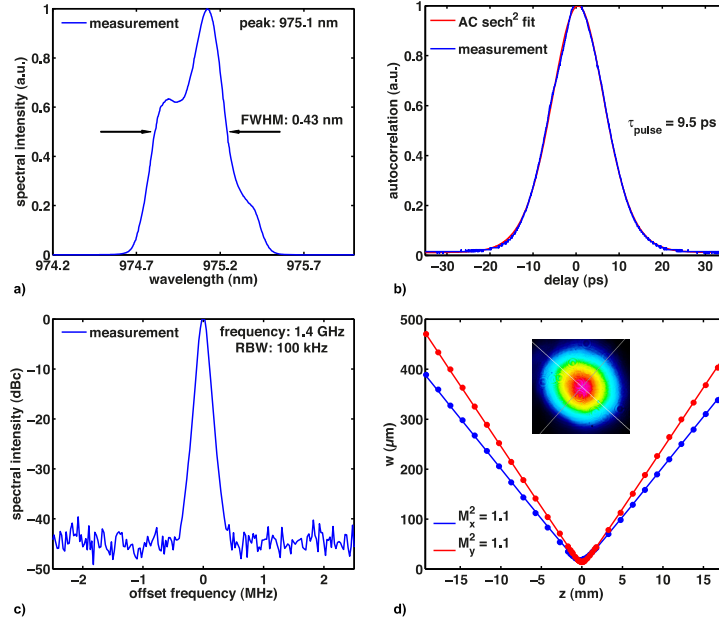 measurement
peak: 975.1 nm
FWHM: 0.43 nm
1
0.8
0.6
0.4
0.2
0
spectral intensity (a.u.)
974.2 974.7 975.2 975.7
wavelength (nm)
a)
AC sech² fit
measurement
τpulse = 9.5 ps
1
0.8
0.6
0.4
0.2
0
autocorrelation (a.u.)
−30 −20 −10 0 10 20 30
delay (ps)
b)
measurement
frequency: 1.4 GHz
RBW: 100 kHz
0
−10
−20
−30
−40
−50
spectral intensity (dBc)
−2 −1 0 1 2
offset frequency (MHz)
c)
500
400
300
200
100
0
w (μm)
M²x = 1.1
M²y = 1.1
−15 −10 −5 0 5 10 15
z (mm)
d)